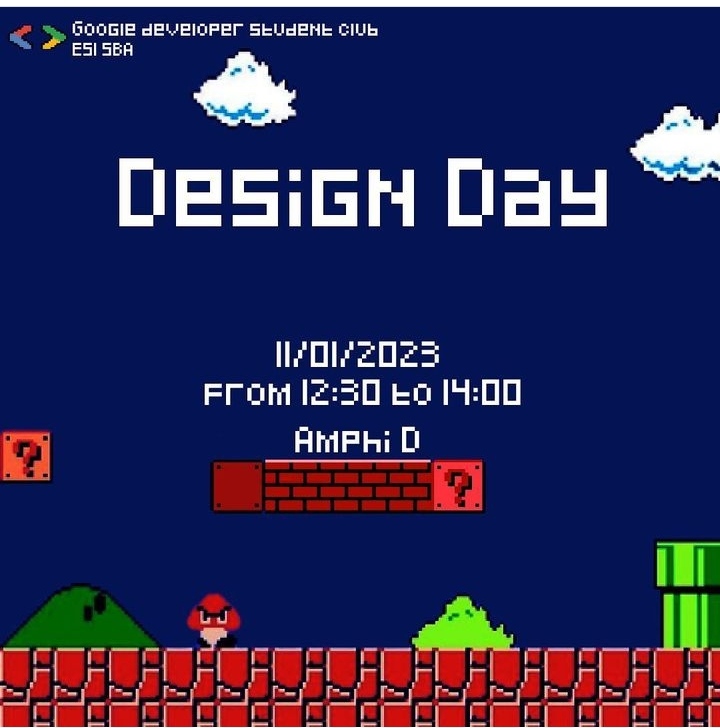 Google developer student club
ESI SBA
Design Day
11/01/2023
From 12:30 to 14:00
Amphi D
?
?